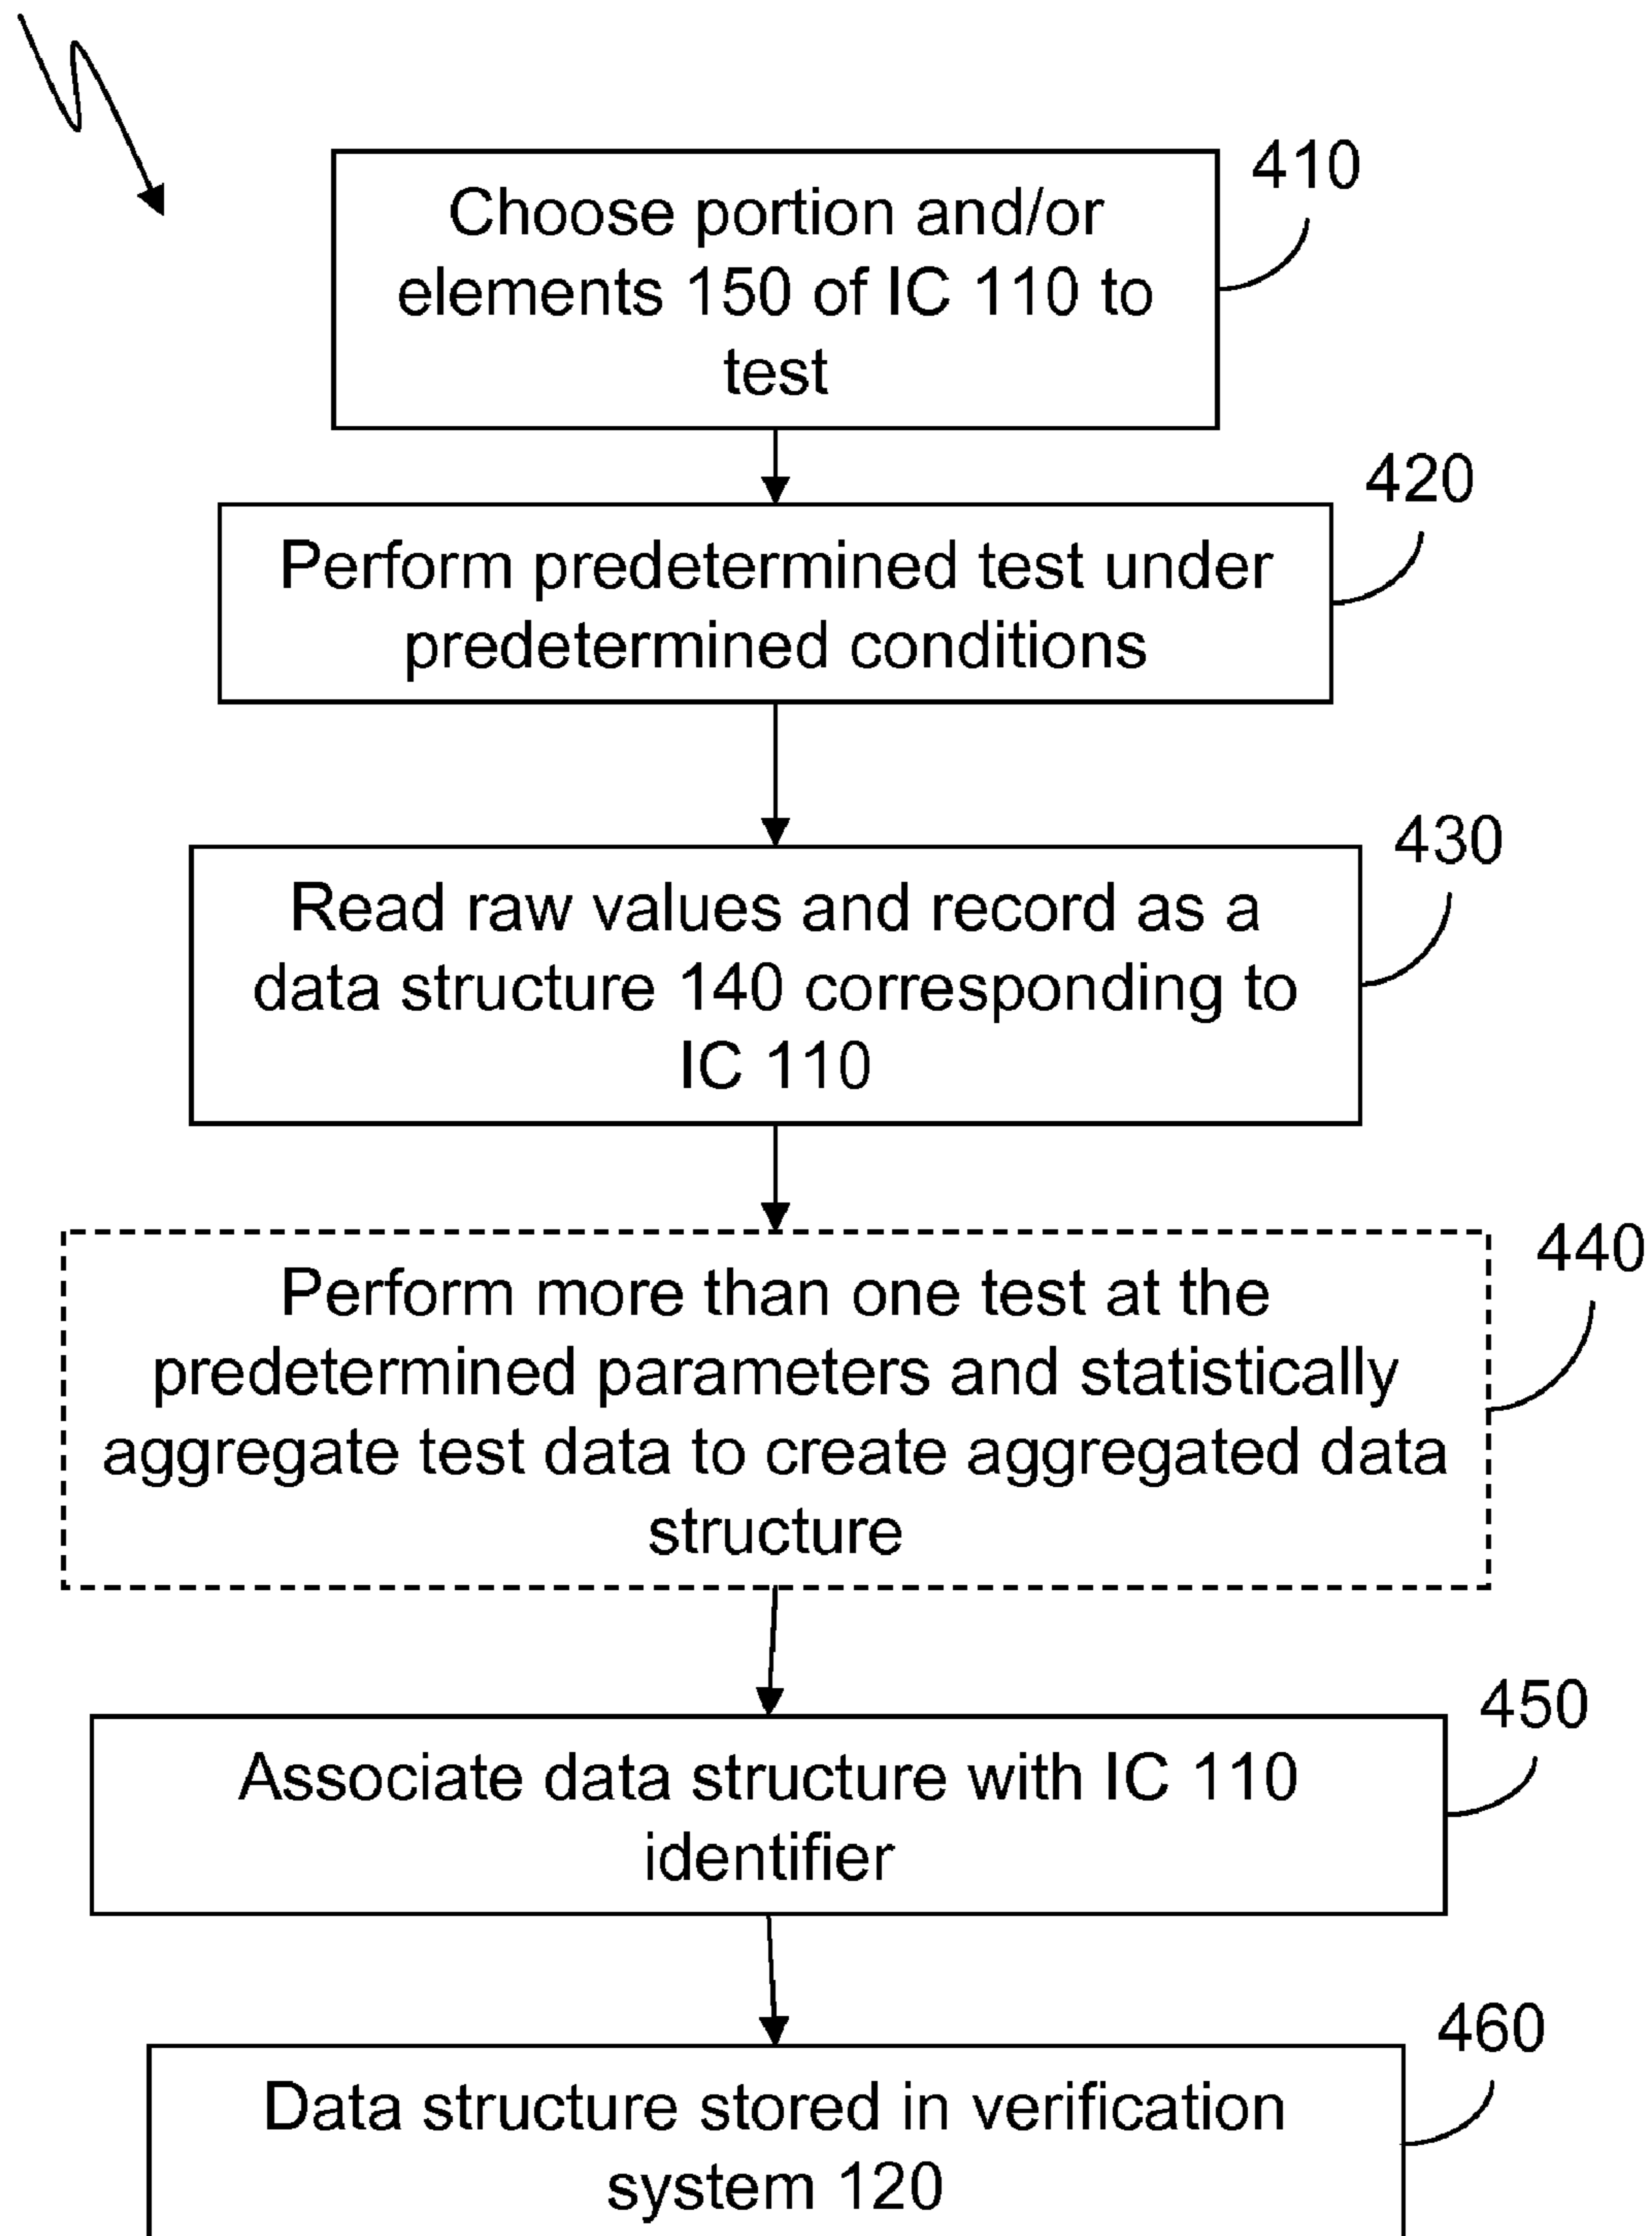 410
Choose portion and/or
elements 150 of IC 110 to
test
420
Perform predetermined test under
predetermined conditions
430
Read raw values and record as a
data structure 140 corresponding to
IC 110
440
Perform more than one test at the
predetermined parameters and statistically
aggregate test data to create aggregated data
structure
450
Associate data structure with IC 110
identifier
460
Data structure stored in verification
system 120